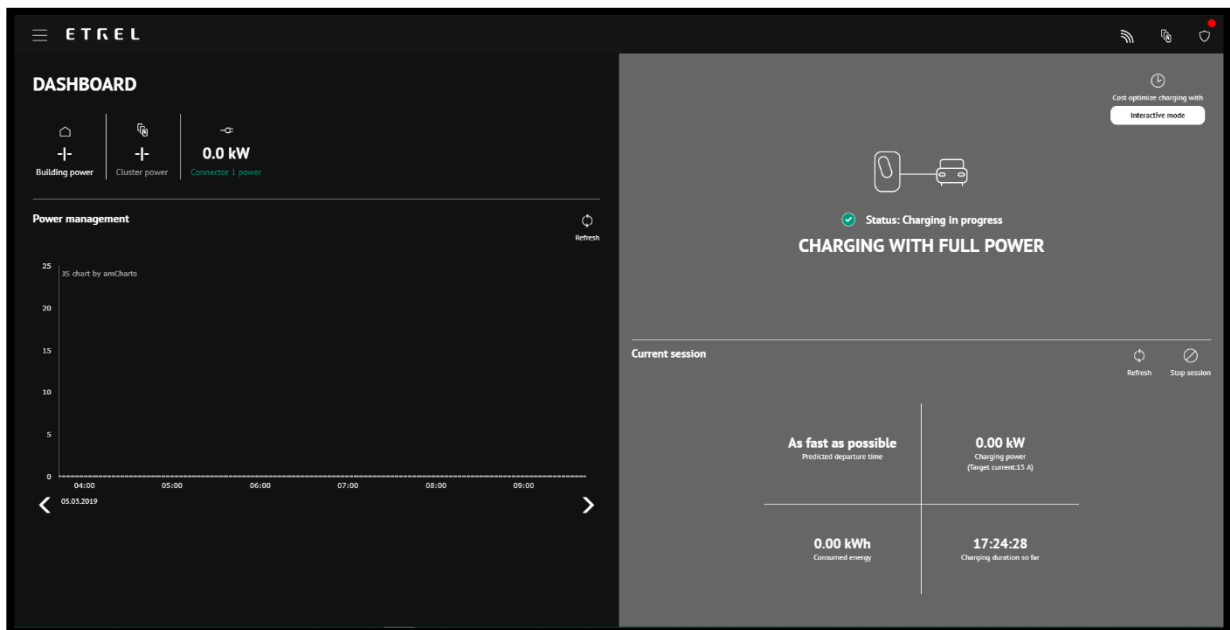 ETREL
DASHBOARD
-|-
Building power
-|-
Cluster power
0.0 kW
Connector 1 power
Power management
Refresh
25
JS chart by amCharts
20
15
10
5
0
04:00 05:00 06:00 07:00 08:00 09:00
05.03.2019
Cost optimize charging with
Interactive mode
Status: Charging in progress
CHARGING WITH FULL POWER
Current session
Refresh
Stop session
As fast as possible
Predicted departure time
0.00 kW
Charging power
(Target current:15 A)
0.00 kWh
Consumed energy
17:24:28
Charging duration so far